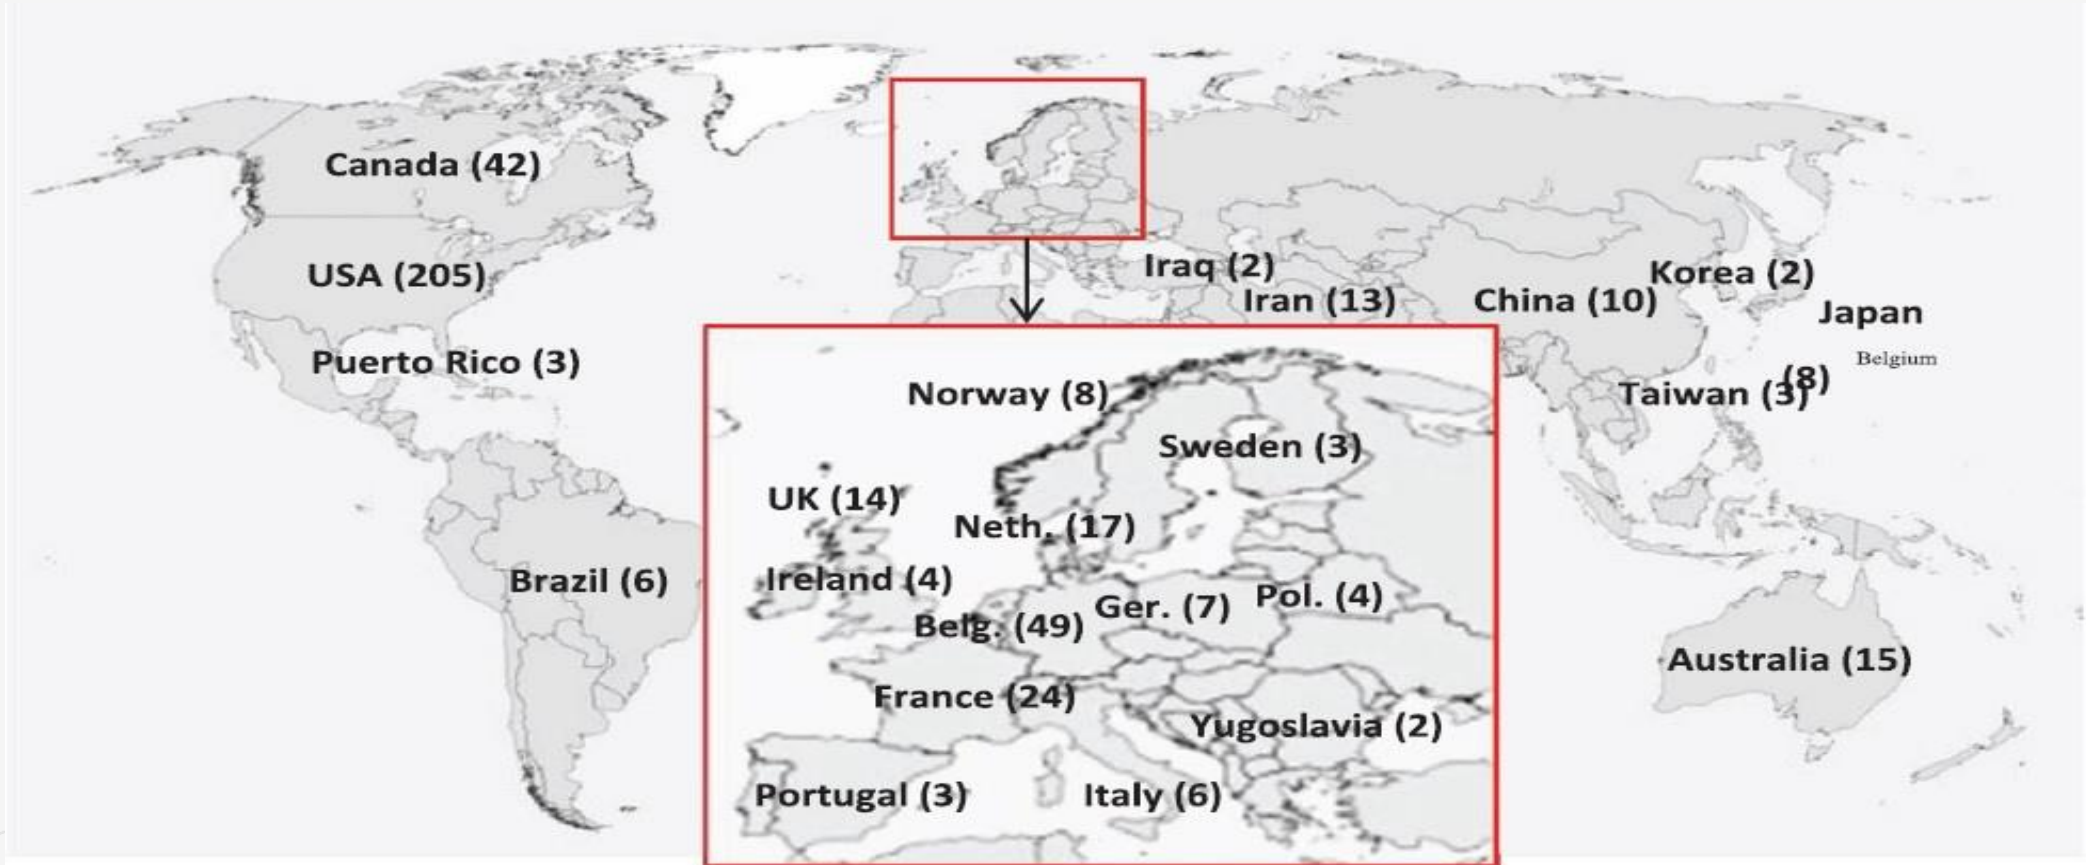 Canada (42)
USA (205)
Iraq (2)
Korea (2)
Iran (13)
China (10)
Japan
Belgium
Puerto Rico (3)
(8)
Taiwan (3)
Norway (8)
Sweden (3)
UK (14)
Neth. (17)
Ireland (4)
Brazil (6)
Pol. (4)
Ger. (7)
Belg. (49)
Australia (15)
France (24)
Yugoslavia (2)
Portugal (3)
Italy (6)